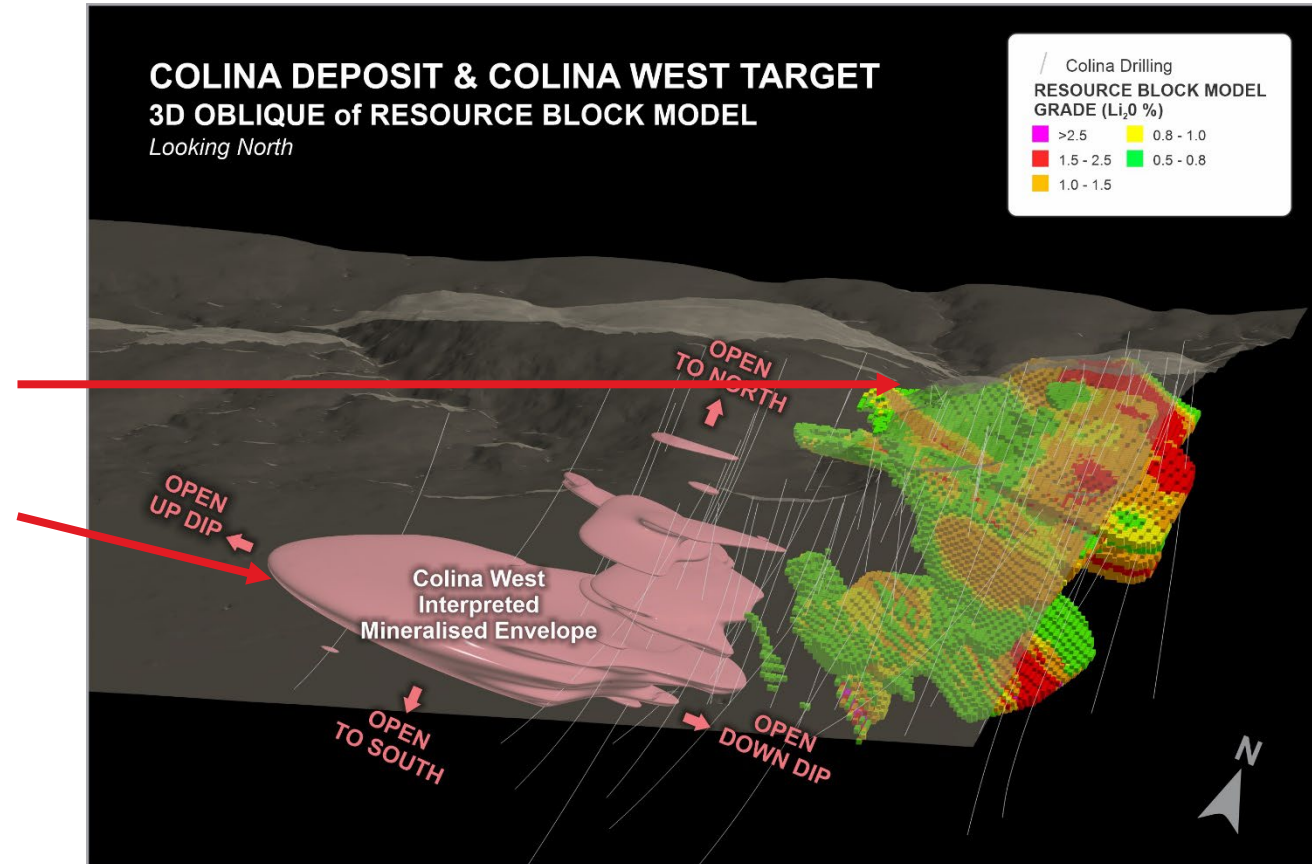 COLINA DEPOSIT & COLINA WEST TARGET
3D OBLIQUE of RESOURCE BLOCK MODEL
Looking North
Colina Drilling
RESOURCE BLOCK MODEL
GRADE (Li₂0 %)
>2.5
0.8 - 1.0
1.5 - 2.5
0.5 - 0.8
1.0 - 1.5
OPEN
TO NORTH
OPEN
UP DIP
Colina West
Interpreted
Mineralised Envelope
OPEN
TO SOUTH
OPEN
DOWN DIP
N